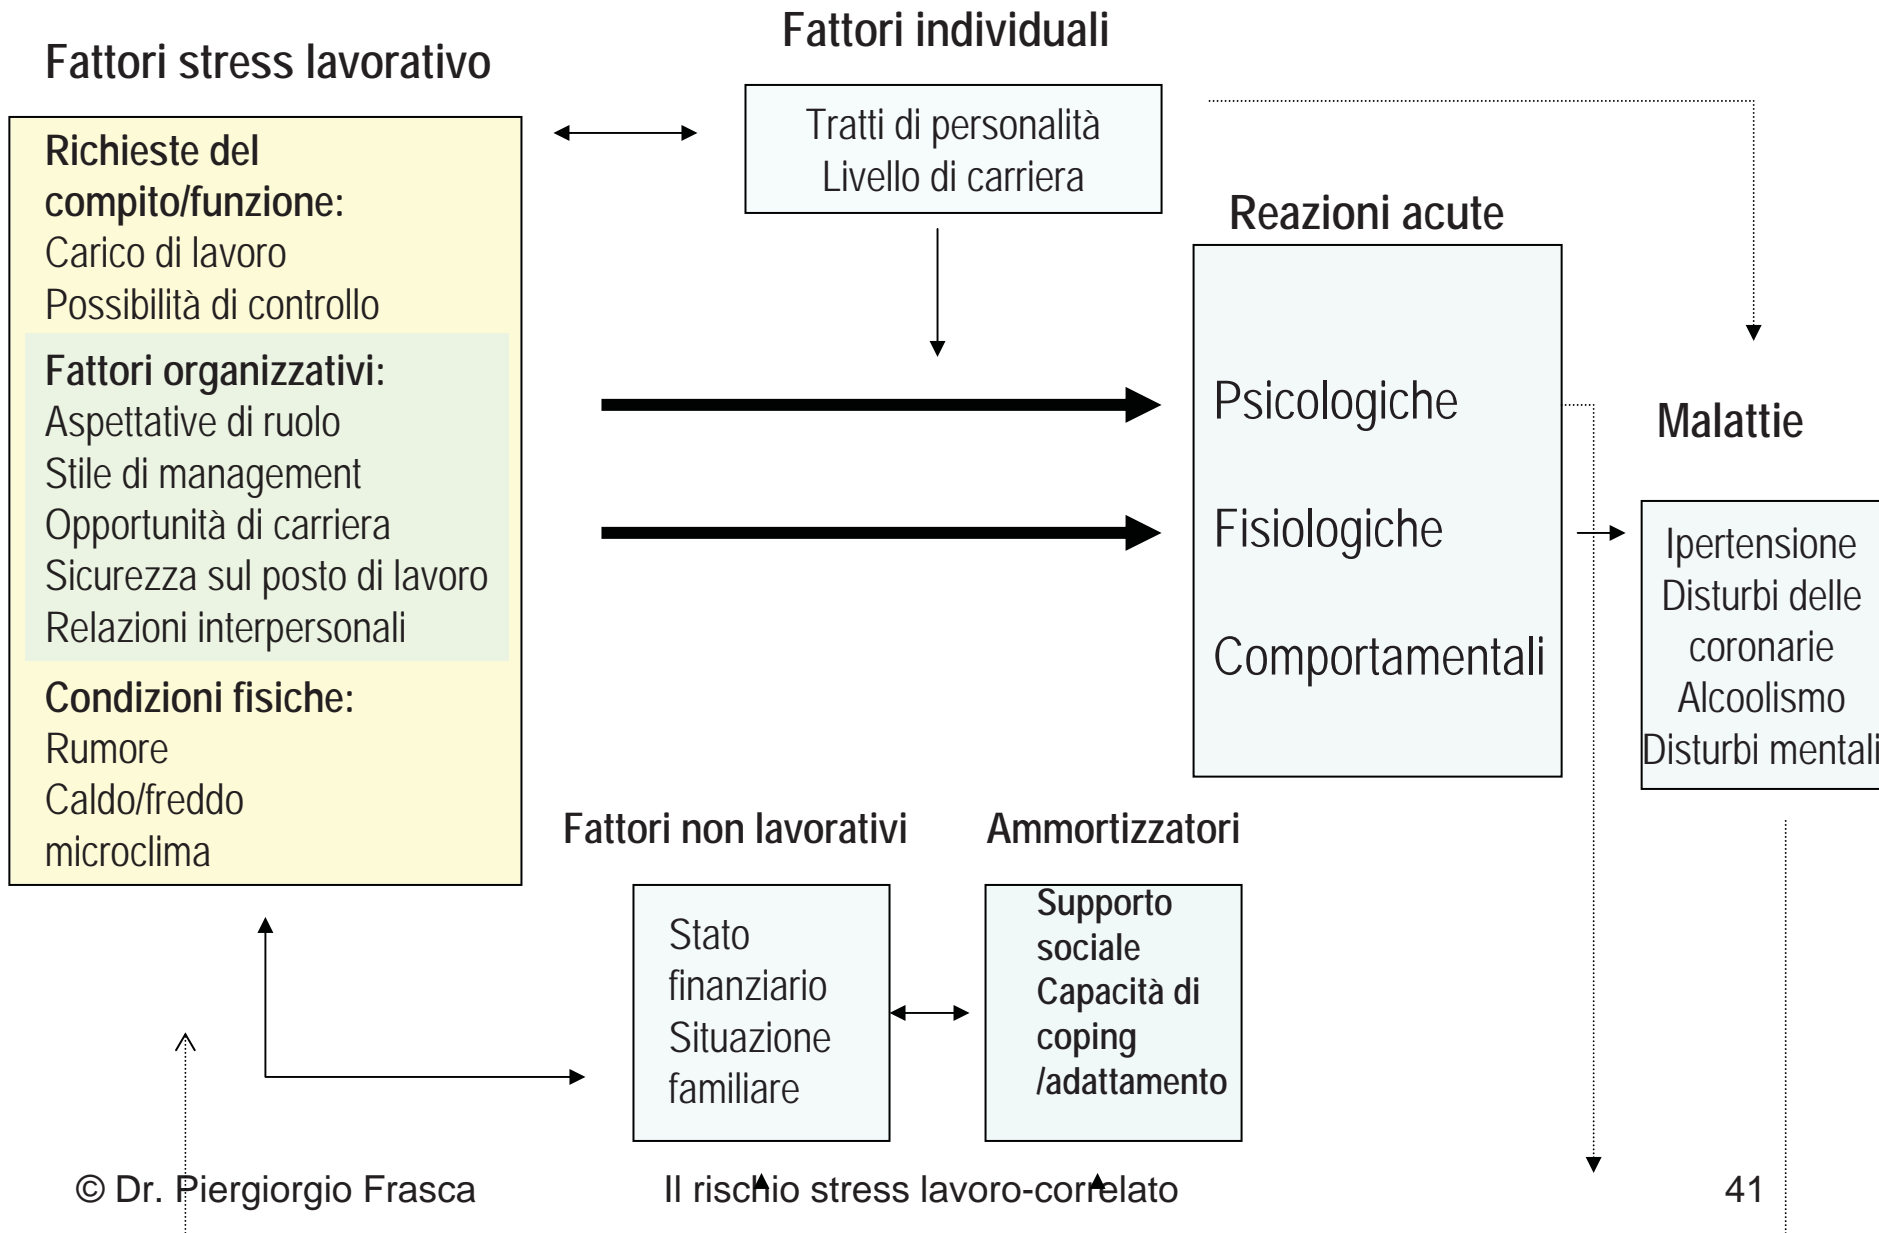 Fattori stress lavorativo
Richieste del
compito/funzione:
Carico di lavoro
Possibilità di controllo
Fattori organizzativi:
Aspettative di ruolo
Stile di management
Opportunità di carriera
Sicurezza sul posto di lavoro
Relazioni interpersonali
Condizioni fisiche:
Rumore
Caldo/freddo
microclima
Fattori individuali
Tratti di personalità
Livello di carriera
Reazioni acute
Psicologiche
Fisiologiche
Comportamentali
Malattie
Ipertensione
Disturbi delle
coronarie
Alcoolismo
Disturbi mentali
Fattori non lavorativi
Stato
finanziario
Situazione
familiare
Ammortizzatori
Supporto
sociale
Capacità di
coping
/adattamento
© Dr. Piergiorgio Frasca
Il rischio stress lavoro-correlato
41